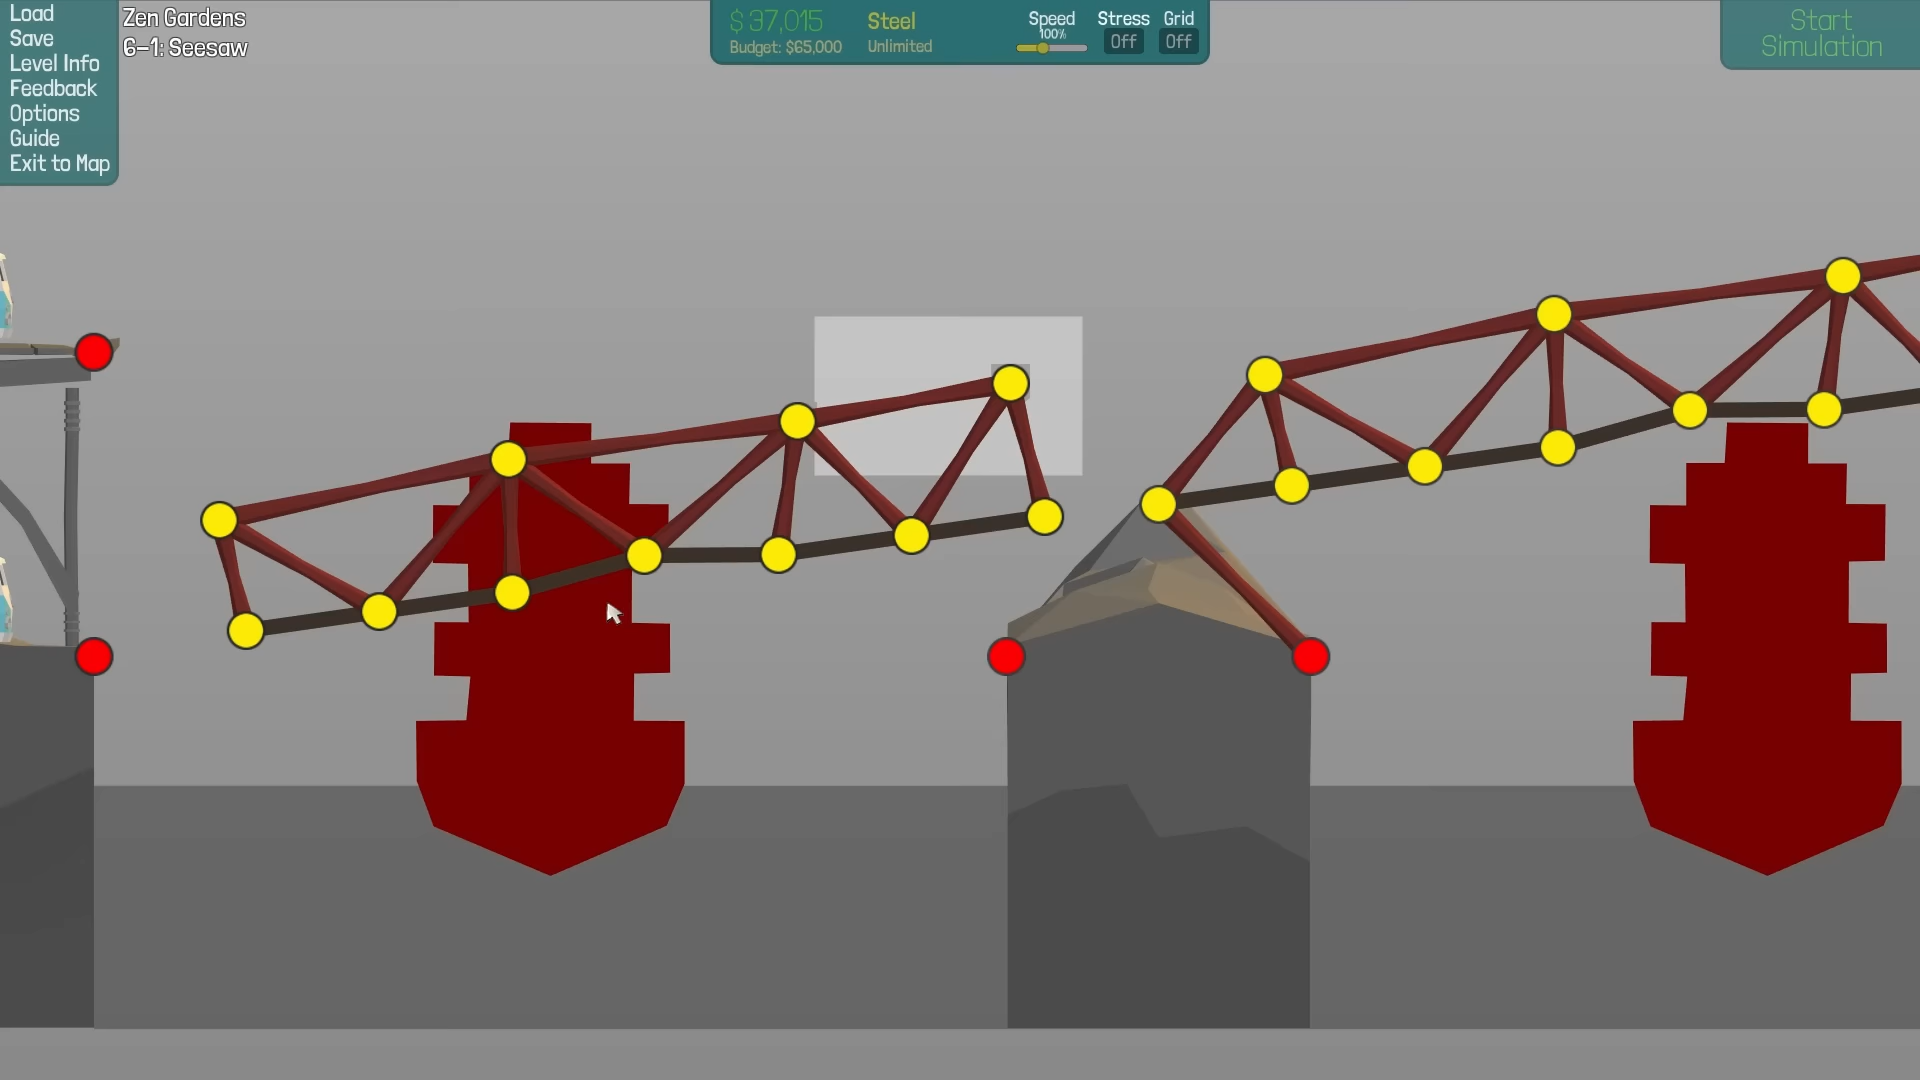 Load
Save
Level Info
Feedback
Options
Guide
Exit to Map
Zen Gardens
6-1: Seesaw
$ 37,015
Budget: $65,000
Steel
Unlimited
Speed
100%
Stress
Off
Grid
Off
Start
Simulation